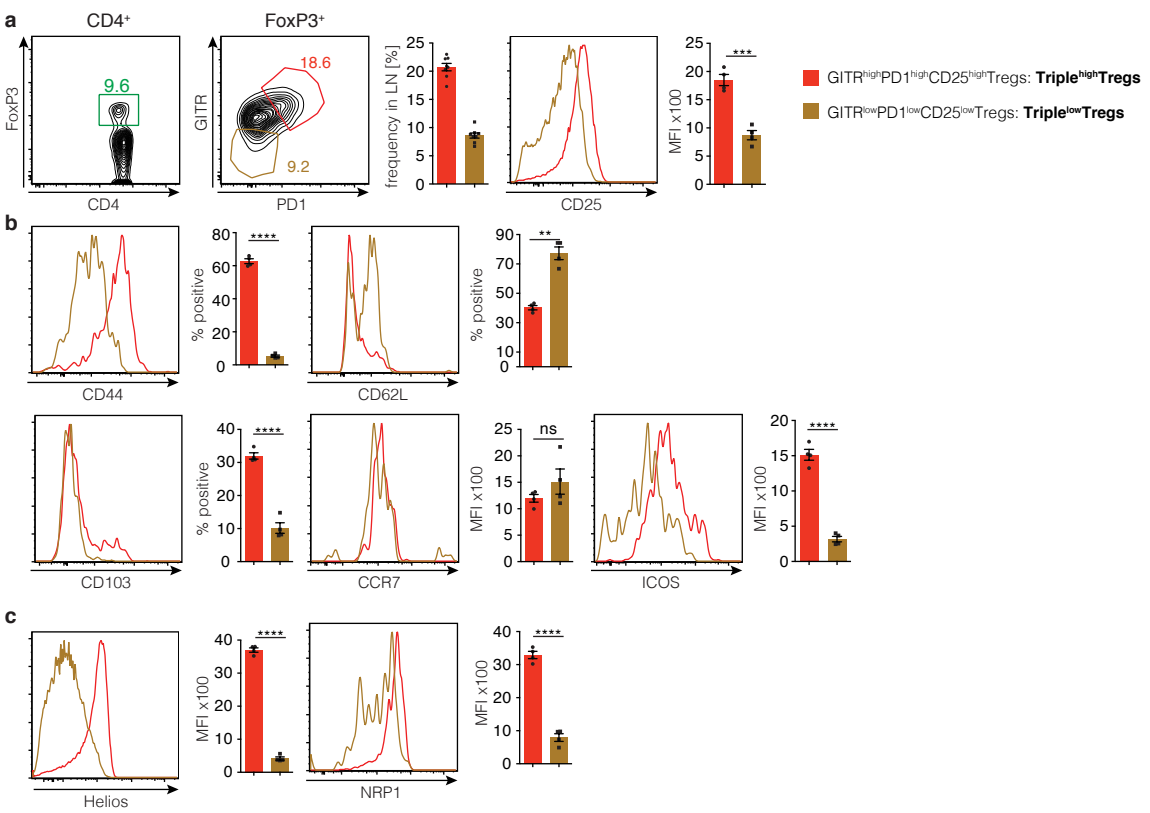 a
CD4+
FoxP3+
FoxP3
9.6
CD4
GITR
18.6
9.2
PD1
frequency in LN [%]
25
20
15
10
5
0
CD25
MFI x100
25
20
15
10
5
0
***
GITRhighPD1highCD25highTregs: TriplehighTregs
GITRlowPD1lowCD25lowTregs: TriplelowTregs
b
CD44
% positive
80
60
40
20
0
****
CD62L
% positive
90
70
50
30
10
0
**
CD103
% positive
40
30
20
10
0
****
CCR7
MFI x100
25
20
15
10
5
0
ns
ICOS
MFI x100
20
15
10
5
0
****
c
Helios
MFI x100
40
30
20
10
0
****
NRP1
MFI x100
40
30
20
10
0
****